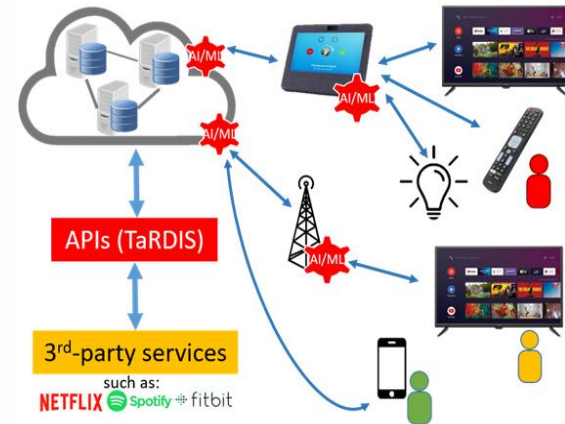 AI/ML
AI/ML
AI/ML
AI/ML
APIs (TaRDIS)
3rd-party services
such as:
NETFLIX Spotify fitbit